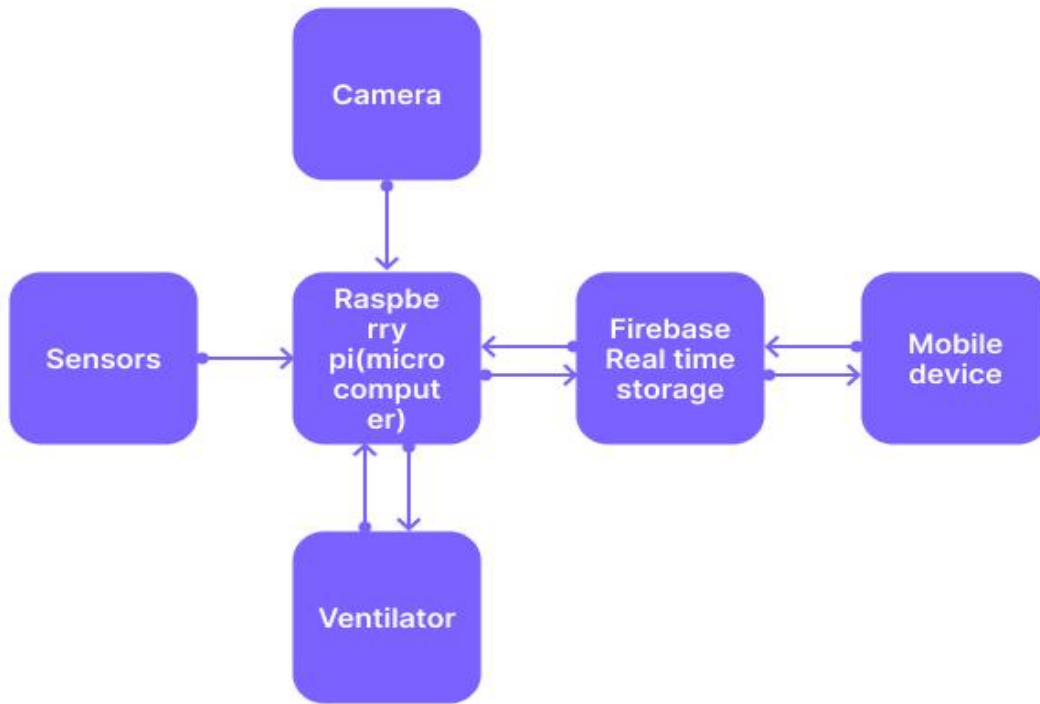 Camera
Sensors
Raspbe
rry
pi(micro
comput
er)
Firebase
Real time
storage
Mobile
device
Ventilator